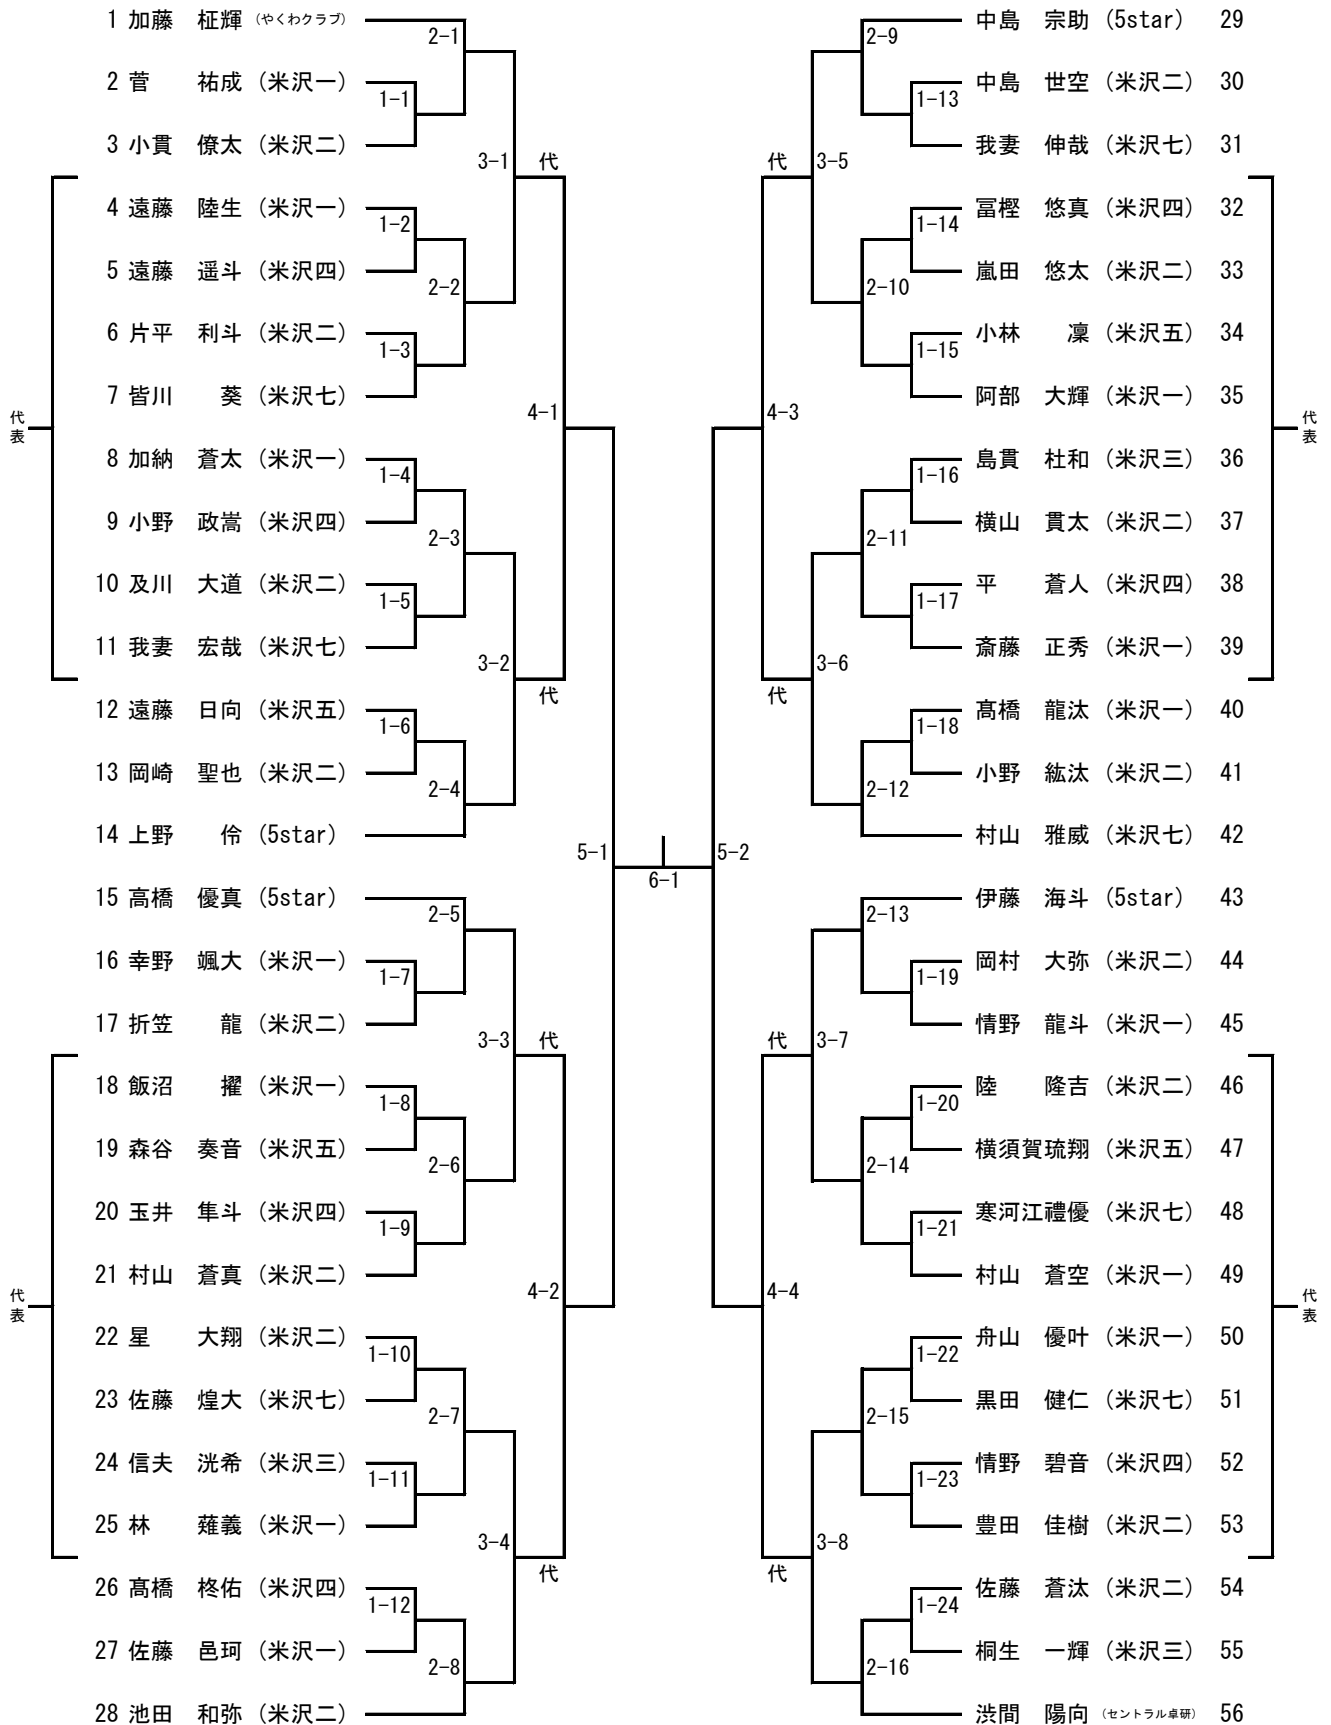 1 加藤 柾輝 (やくわクラブ)
2-1
2 菅 祐成 (米沢一)
1-1
3 小貫 僚太 (米沢二)
3-1
代
4 遠藤 陸生 (米沢一)
1-2
5 遠藤 遥斗 (米沢四)
2-2
6 片平 利斗 (米沢二)
1-3
7 皆川 葵 (米沢七)
代表
4-1
8 加納 蒼太 (米沢一)
1-4
9 小野 政嵩 (米沢四)
2-3
10 及川 大道 (米沢二)
1-5
11 我妻 宏哉 (米沢七)
3-2
代
12 遠藤 日向 (米沢五)
1-6
13 岡崎 聖也 (米沢二)
2-4
14 上野 伶 (5star)
5-1
15 高橋 優真 (5star)
2-5
16 幸野 颯大 (米沢一)
1-7
17 折笠 龍 (米沢二)
3-3
代
18 飯沼 擢 (米沢一)
1-8
19 森谷 奏音 (米沢五)
2-6
20 玉井 隼斗 (米沢四)
1-9
21 村山 蒼真 (米沢二)
代表
4-2
22 星 大翔 (米沢二)
1-10
23 佐藤 煌大 (米沢七)
2-7
24 信夫 洸希 (米沢三)
1-11
25 林 蕹義 (米沢一)
3-4
代
26 髙橋 柊佑 (米沢四)
1-12
27 佐藤 邑珂 (米沢一)
2-8
28 池田 和弥 (米沢二)
6-1
中島 宗助 (5star) 29
2-9
中島 世空 (米沢二) 30
1-13
我妻 伸哉 (米沢七) 31
代
3-5
冨樫 悠真 (米沢四) 32
1-14
嵐田 悠太 (米沢二) 33
2-10
小林 凜 (米沢五) 34
1-15
阿部 大輝 (米沢一) 35
4-3
代表
島貫 杜和 (米沢三) 36
1-16
横山 貫太 (米沢二) 37
2-11
平 蒼人 (米沢四) 38
1-17
斎藤 正秀 (米沢一) 39
3-6
代
髙橋 龍汰 (米沢一) 40
1-18
小野 紘汰 (米沢二) 41
2-12
村山 雅威 (米沢七) 42
5-2
伊藤 海斗 (5star) 43
2-13
岡村 大弥 (米沢二) 44
1-19
情野 龍斗 (米沢一) 45
代
3-7
陸 隆吉 (米沢二) 46
1-20
横須賀琉翔 (米沢五) 47
2-14
寒河江禮優 (米沢七) 48
1-21
村山 蒼空 (米沢一) 49
4-4
代表
舟山 優叶 (米沢一) 50
1-22
黒田 健仁 (米沢七) 51
2-15
情野 碧音 (米沢四) 52
1-23
豊田 佳樹 (米沢二) 53
3-8
代
佐藤 蒼汰 (米沢二) 54
1-24
桐生 一輝 (米沢三) 55
2-16
渋間 陽向 (セントラル卓研) 56